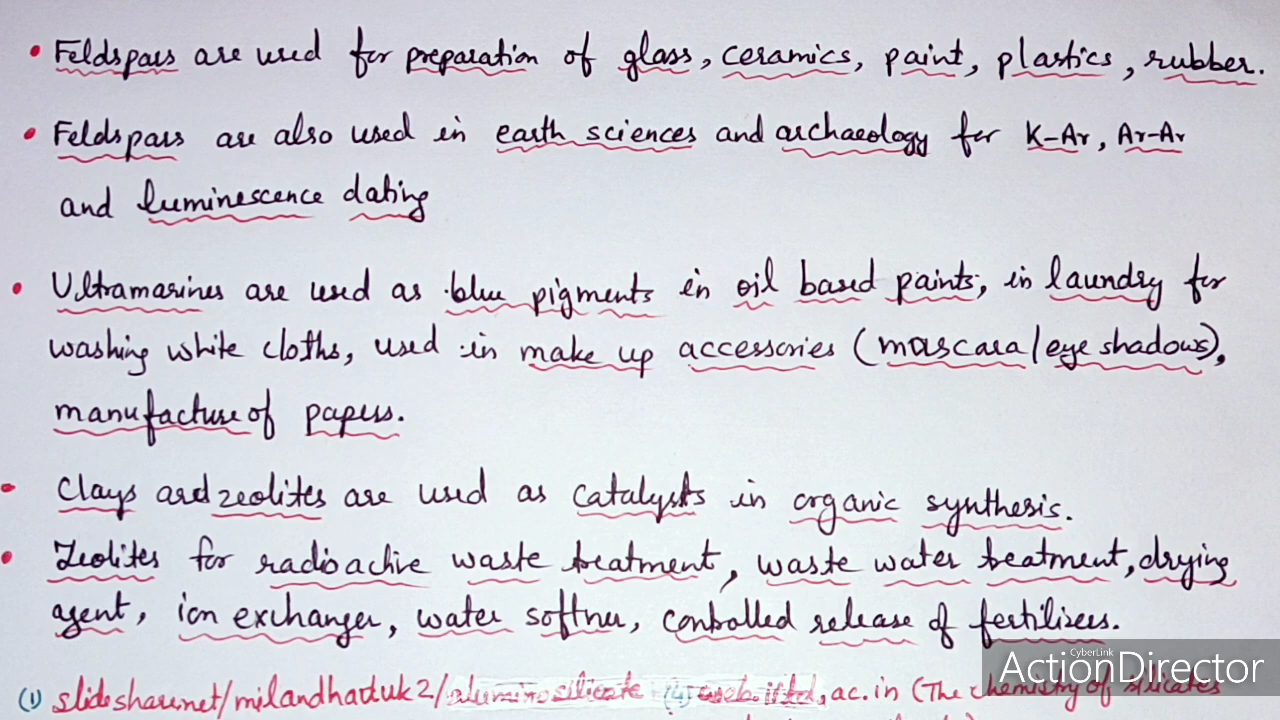 • Feldspars are used for preparation of glass, ceramics, paint, plastics, rubber.
• Feldspars are also used in earth sciences and archaeology for K-Ar, Ar-Ar
and luminescence dating
• Ultramarines are used as blue pigments in oil based paints, in laundry for
washing white cloths, used in make up accessories (mascara/eye shadows),
manufacture of papers.
• Clays and zeolites are used as catalysts in organic synthesis.
• Zeolites for radioactive waste treatment, waste water treatment, drying
agent, ion exchanger, water softner, controlled release of fertilizers.
CyberLink
ActionDirector
(1) slideshare.net/milandhaduk2/aluminosilicate (4) ac.in (The chemistry of silicates